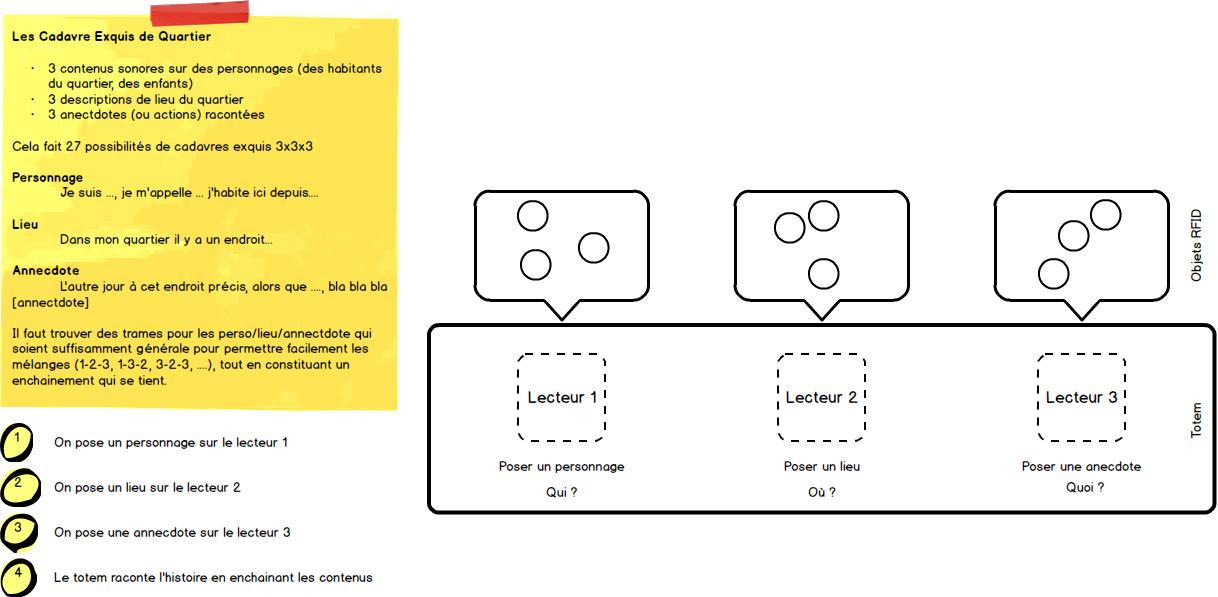 Les Cadavre Exquis de Quartier
· 3 contenus sonores sur des personnages (des habitants
du quartier, des enfants)
· 3 descriptions de lieu du quartier
· 3 anectdotes (ou actions) racontées
Cela fait 27 possibilités de cadavres exquis 3x3x3
Personnage
Je suis ..., je m'appelle ... j'habite ici depuis....
Lieu
Dans mon quartier il y a un endroit...
Annecdote
L'autre jour à cet endroit précis, alors que ...., bla bla bla
[annectdote]
Il faut trouver des trames pour les perso/lieu/annectdote qui
soient suffisamment générale pour permettre facilement les
mélanges (1-2-3, 1-3-2, 3-2-3, ....), tout en constituant un
enchainement qui se tient.
1 On pose un personnage sur le lecteur 1
2 On pose un lieu sur le lecteur 2
3 On pose une annecdote sur le lecteur 3
4 Le totem raconte l'histoire en enchainant les contenus
Objets RFID
Lecteur 1
Lecteur 2
Lecteur 3
Totem
Poser un personnage
Qui ?
Poser un lieu
Où ?
Poser une anecdote
Quoi ?